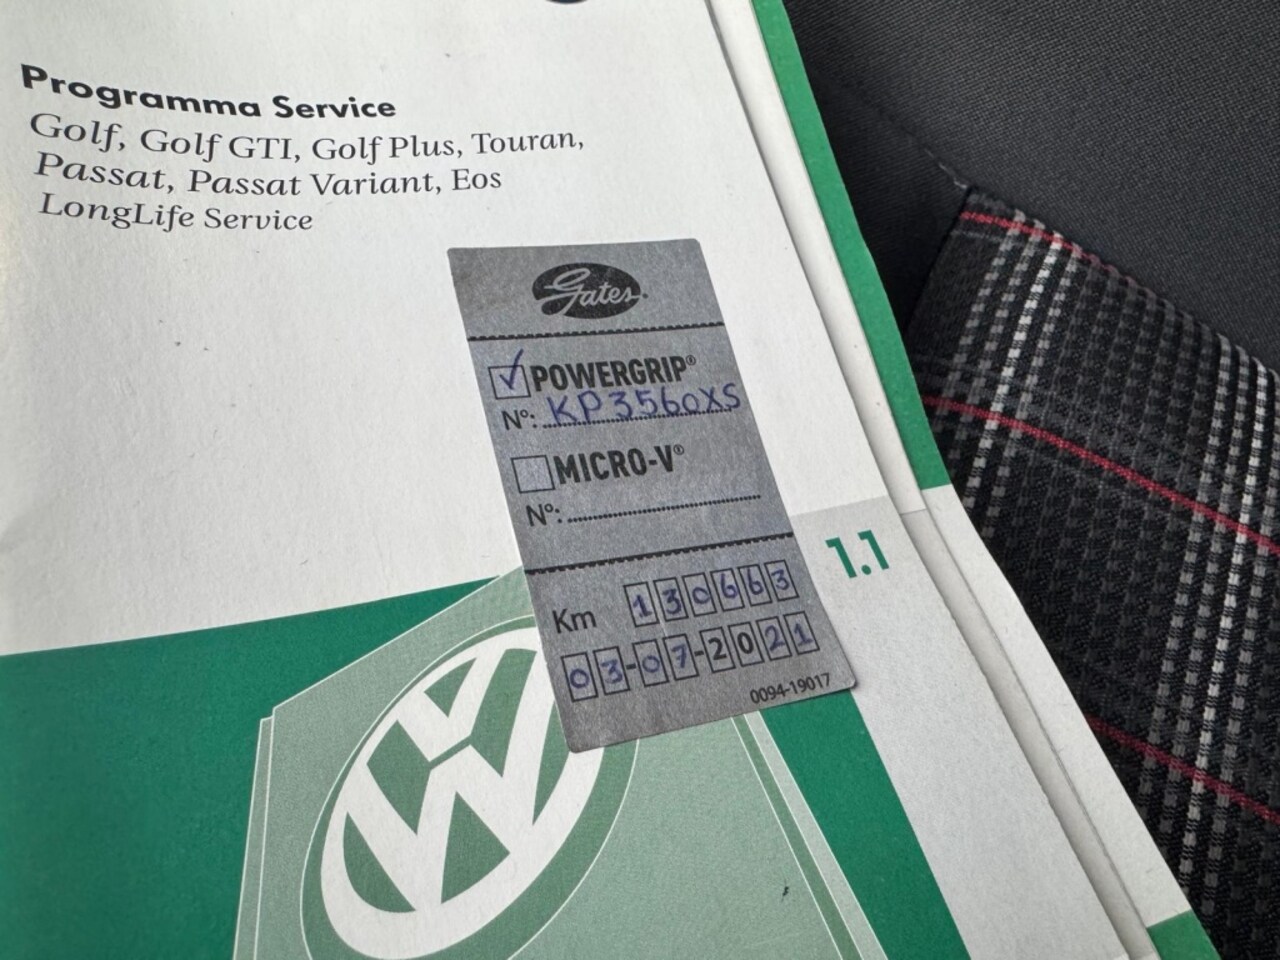 Programma Service
Golf, Golf GTI, Golf Plus, Touran,
Passat, Passat Variant, Eos
LongLife Service
Gates®
POWERGRIP®
Nº: KP3560XS
MICRO-V®
Nº:
1.1
Km 130663
03-07-2021
0094-19017